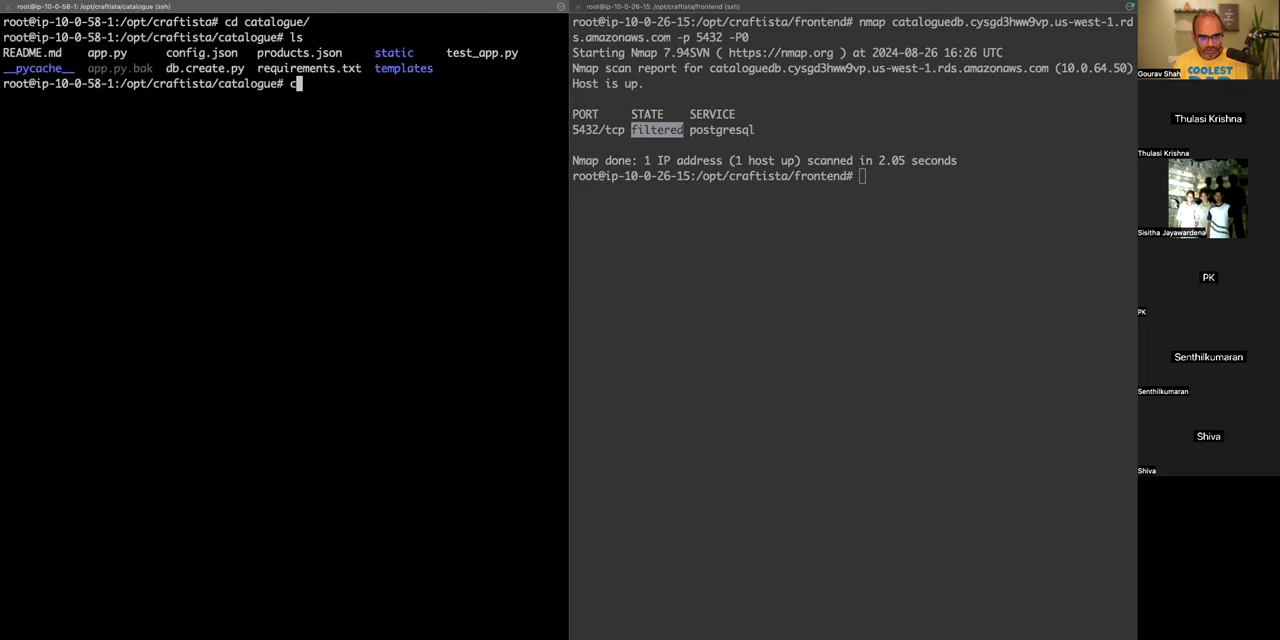 root@ip-10-0-58-1: /opt/craftista/catalogue (ssh)
root@ip-10-0-58-1:/opt/craftista# cd catalogue/
root@ip-10-0-58-1:/opt/craftista/catalogue# ls
README.md app.py config.json products.json static test_app.py
__pycache__ app.py.bak db.create.py requirements.txt templates
root@ip-10-0-58-1:/opt/craftista/catalogue# c
root@ip-10-0-26-15: /opt/craftista/frontend (ssh)
root@ip-10-0-26-15:/opt/craftista/frontend# nmap cataloguedb.cysgd3hww9vp.us-west-1.rd
s.amazonaws.com -p 5432 -P0
Starting Nmap 7.94SVN ( https://nmap.org ) at 2024-08-26 16:26 UTC
Nmap scan report for cataloguedb.cysgd3hww9vp.us-west-1.rds.amazonaws.com (10.0.64.50)
Host is up.
PORT STATE SERVICE
5432/tcp filtered postgresql
Nmap done: 1 IP address (1 host up) scanned in 2.05 seconds
root@ip-10-0-26-15:/opt/craftista/frontend#
COOLEST
Gourav Shah
Thulasi Krishna
Thulasi Krishna
Sisitha Jayawardena
PK
PK
Senthilkumaran
Senthilkumaran
Shiva
Shiva